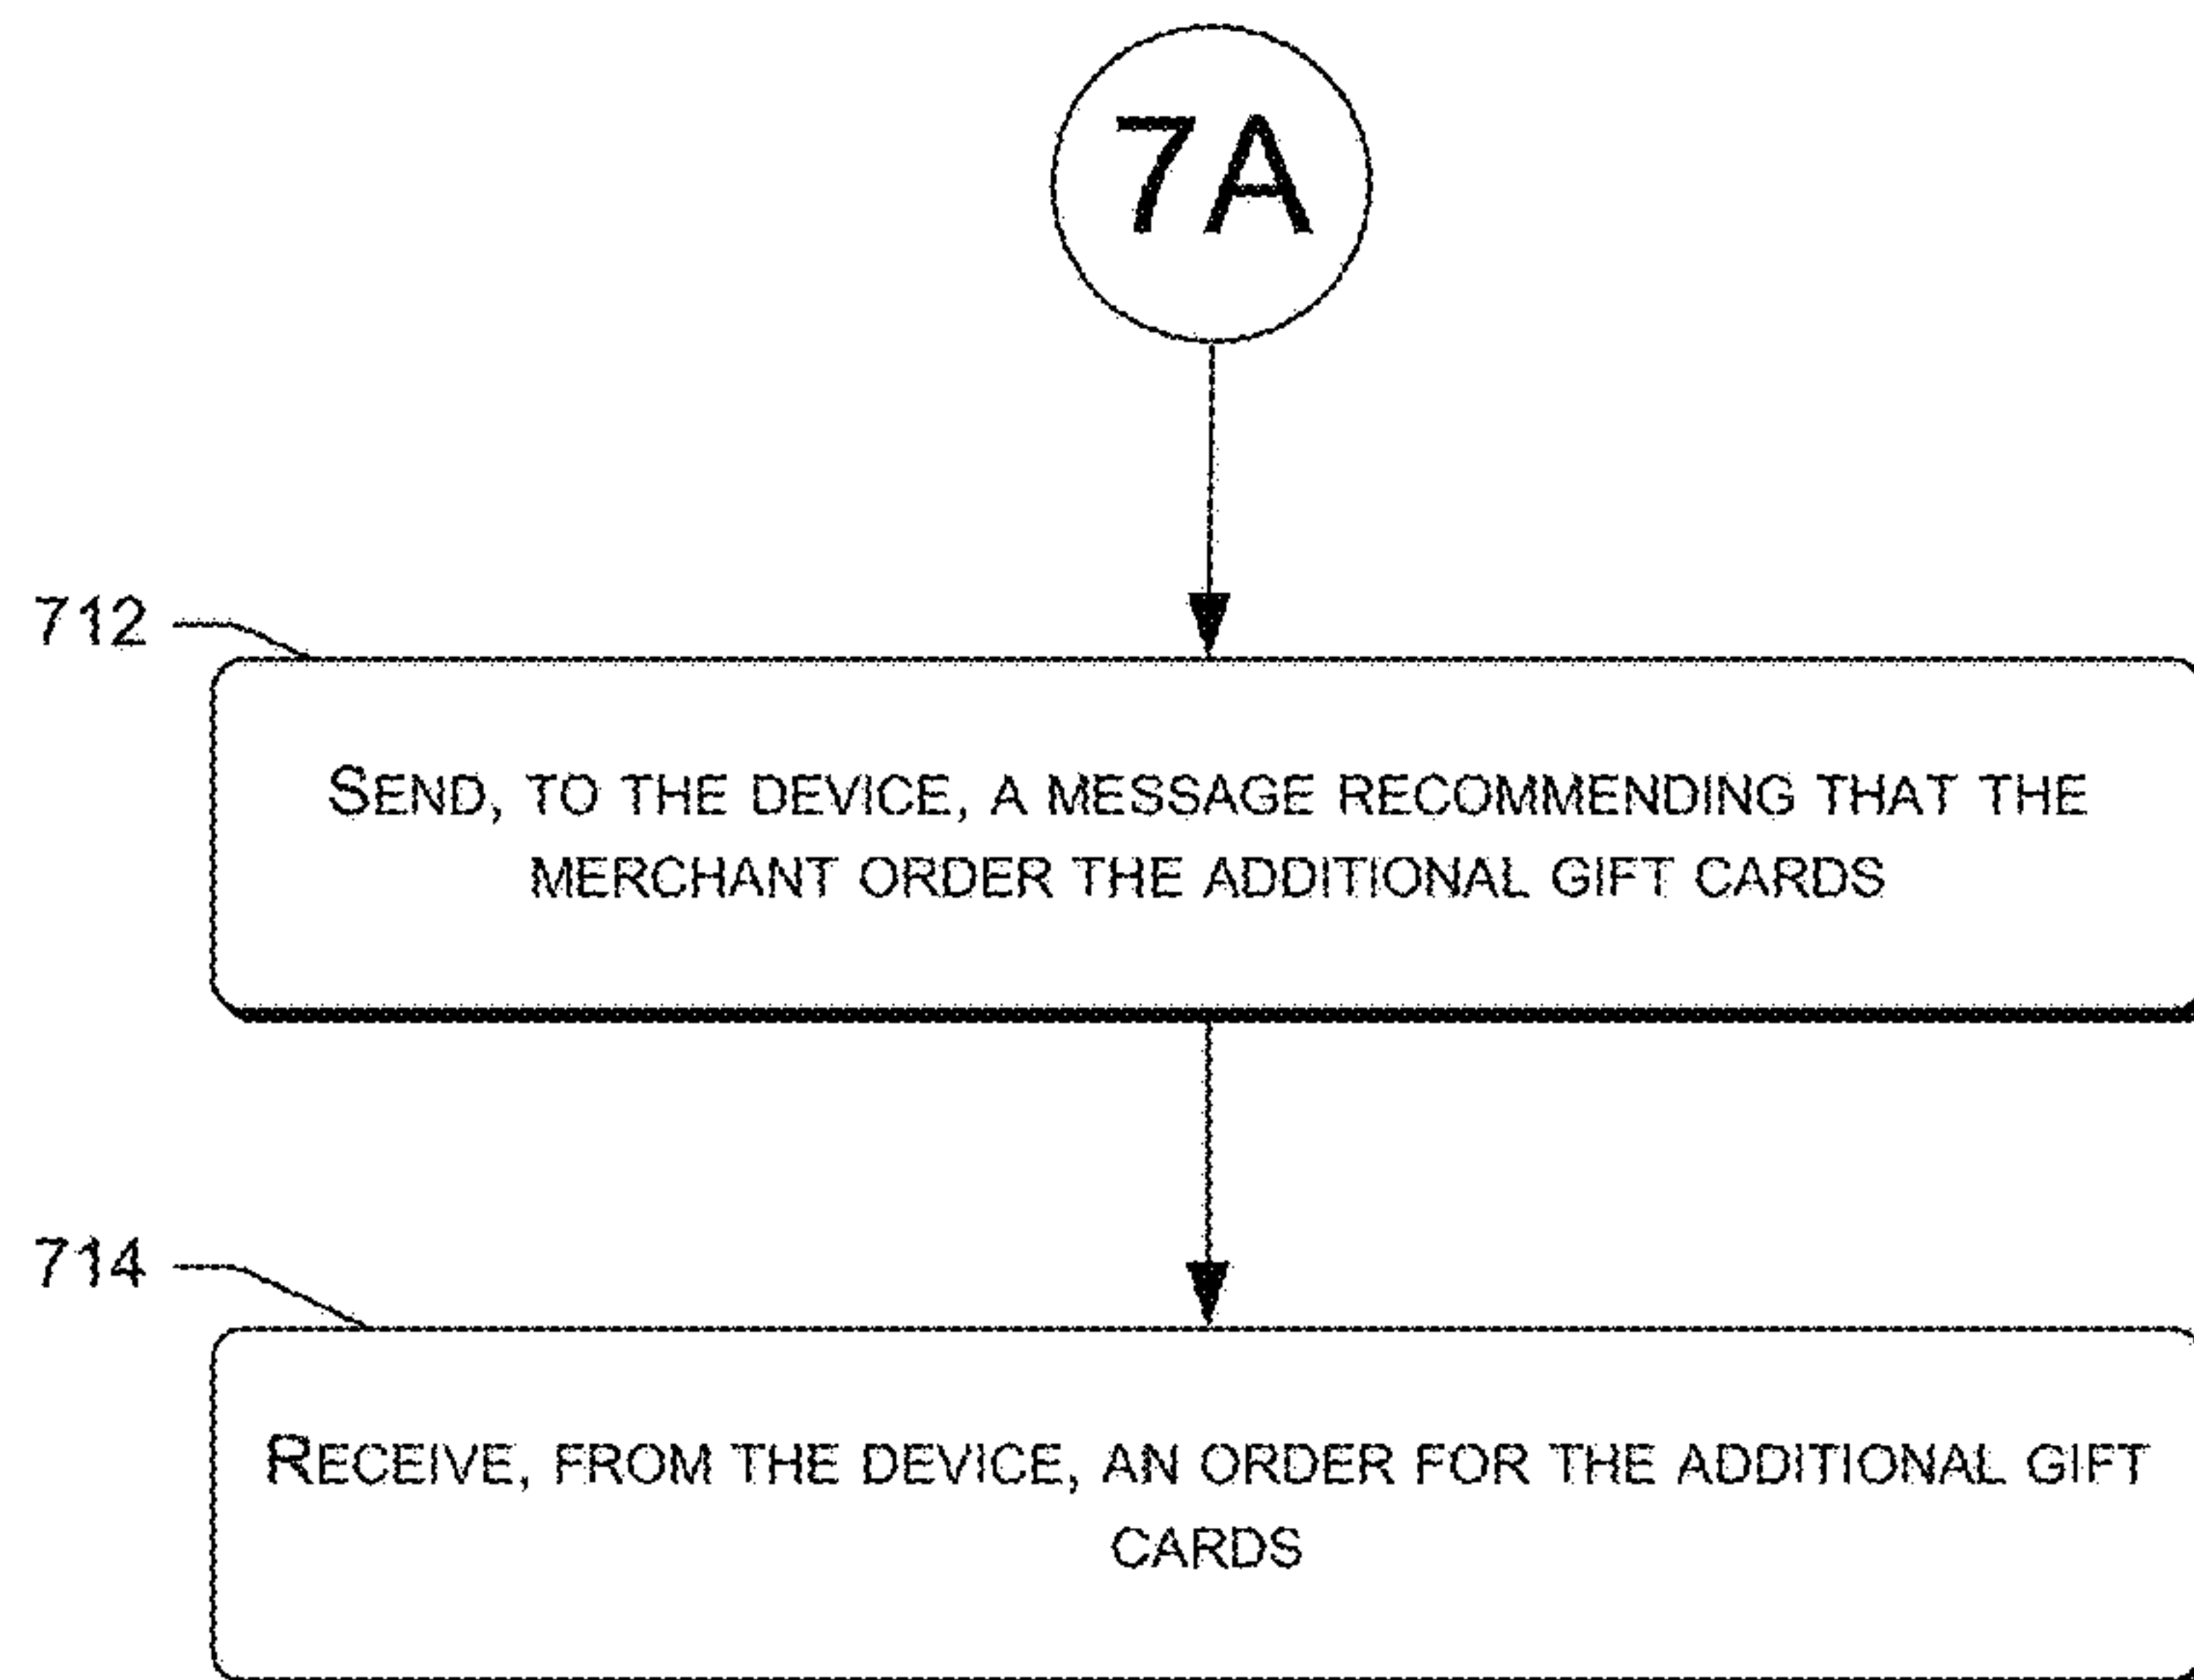 7A
712
SEND, TO THE DEVICE, A MESSAGE RECOMMENDING THAT THE
MERCHANT ORDER THE ADDITIONAL GIFT CARDS
714
RECEIVE, FROM THE DEVICE, AN ORDER FOR THE ADDITIONAL GIFT
CARDS